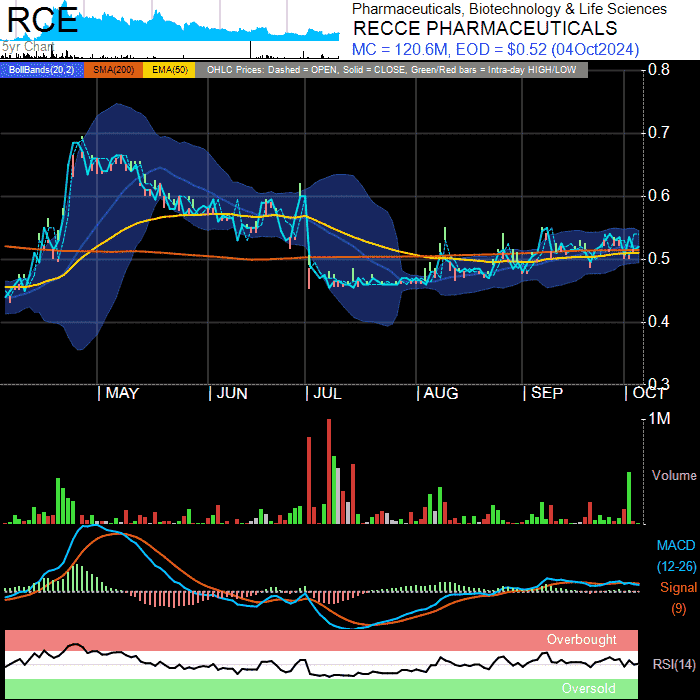 RCE
5yr Chart
Pharmaceuticals, Biotechnology & Life Sciences
RECCE PHARMACEUTICALS
MC = 120.6M, EOD = $0.52 (04Oct2024)
BollBands(20,2) SMA(200) EMA(50) OHLC Prices: Dashed = OPEN, Solid = CLOSE, Green/Red bars = Intra-day HIGH/LOW
0.8
0.7
0.6
0.5
0.4
0.3
MAY JUN JUL AUG SEP OCT
1M
Volume
MACD
(12-26)
Signal
(9)
Overbought
RSI(14)
Oversold